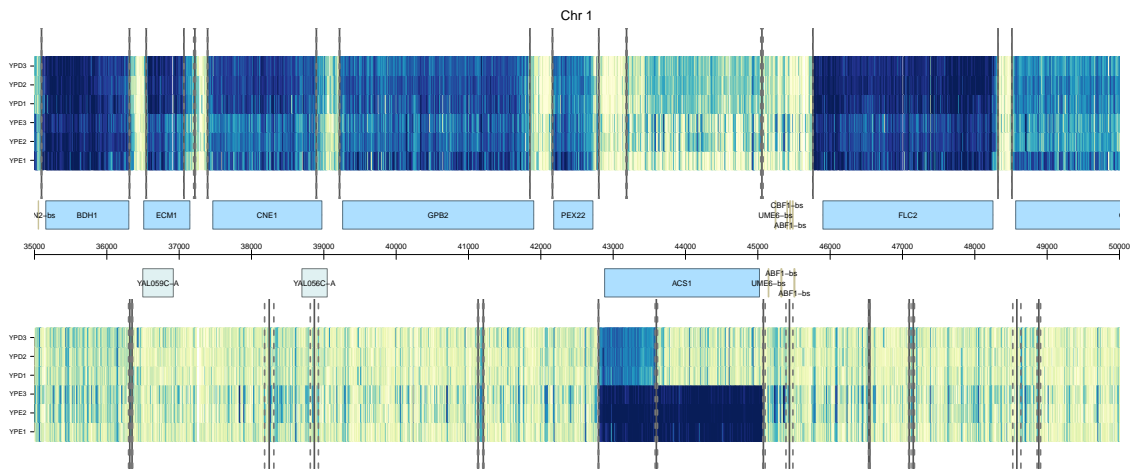 Chr 1
YPD3
YPD2
YPD1
YPE3
YPE2
YPE1
N2-bs BDH1 ECM1 CNE1 GPB2 PEX22 CBF1-bs UME6-bs ABF1-bs FLC2
35000 36000 37000 38000 39000 40000 41000 42000 43000 44000 45000 46000 47000 48000 49000 50000
YAL059C-A YAL056C-A ACS1 ABF1-bs UME6-bs ABF1-bs
YPD3
YPD2
YPD1
YPE3
YPE2
YPE1